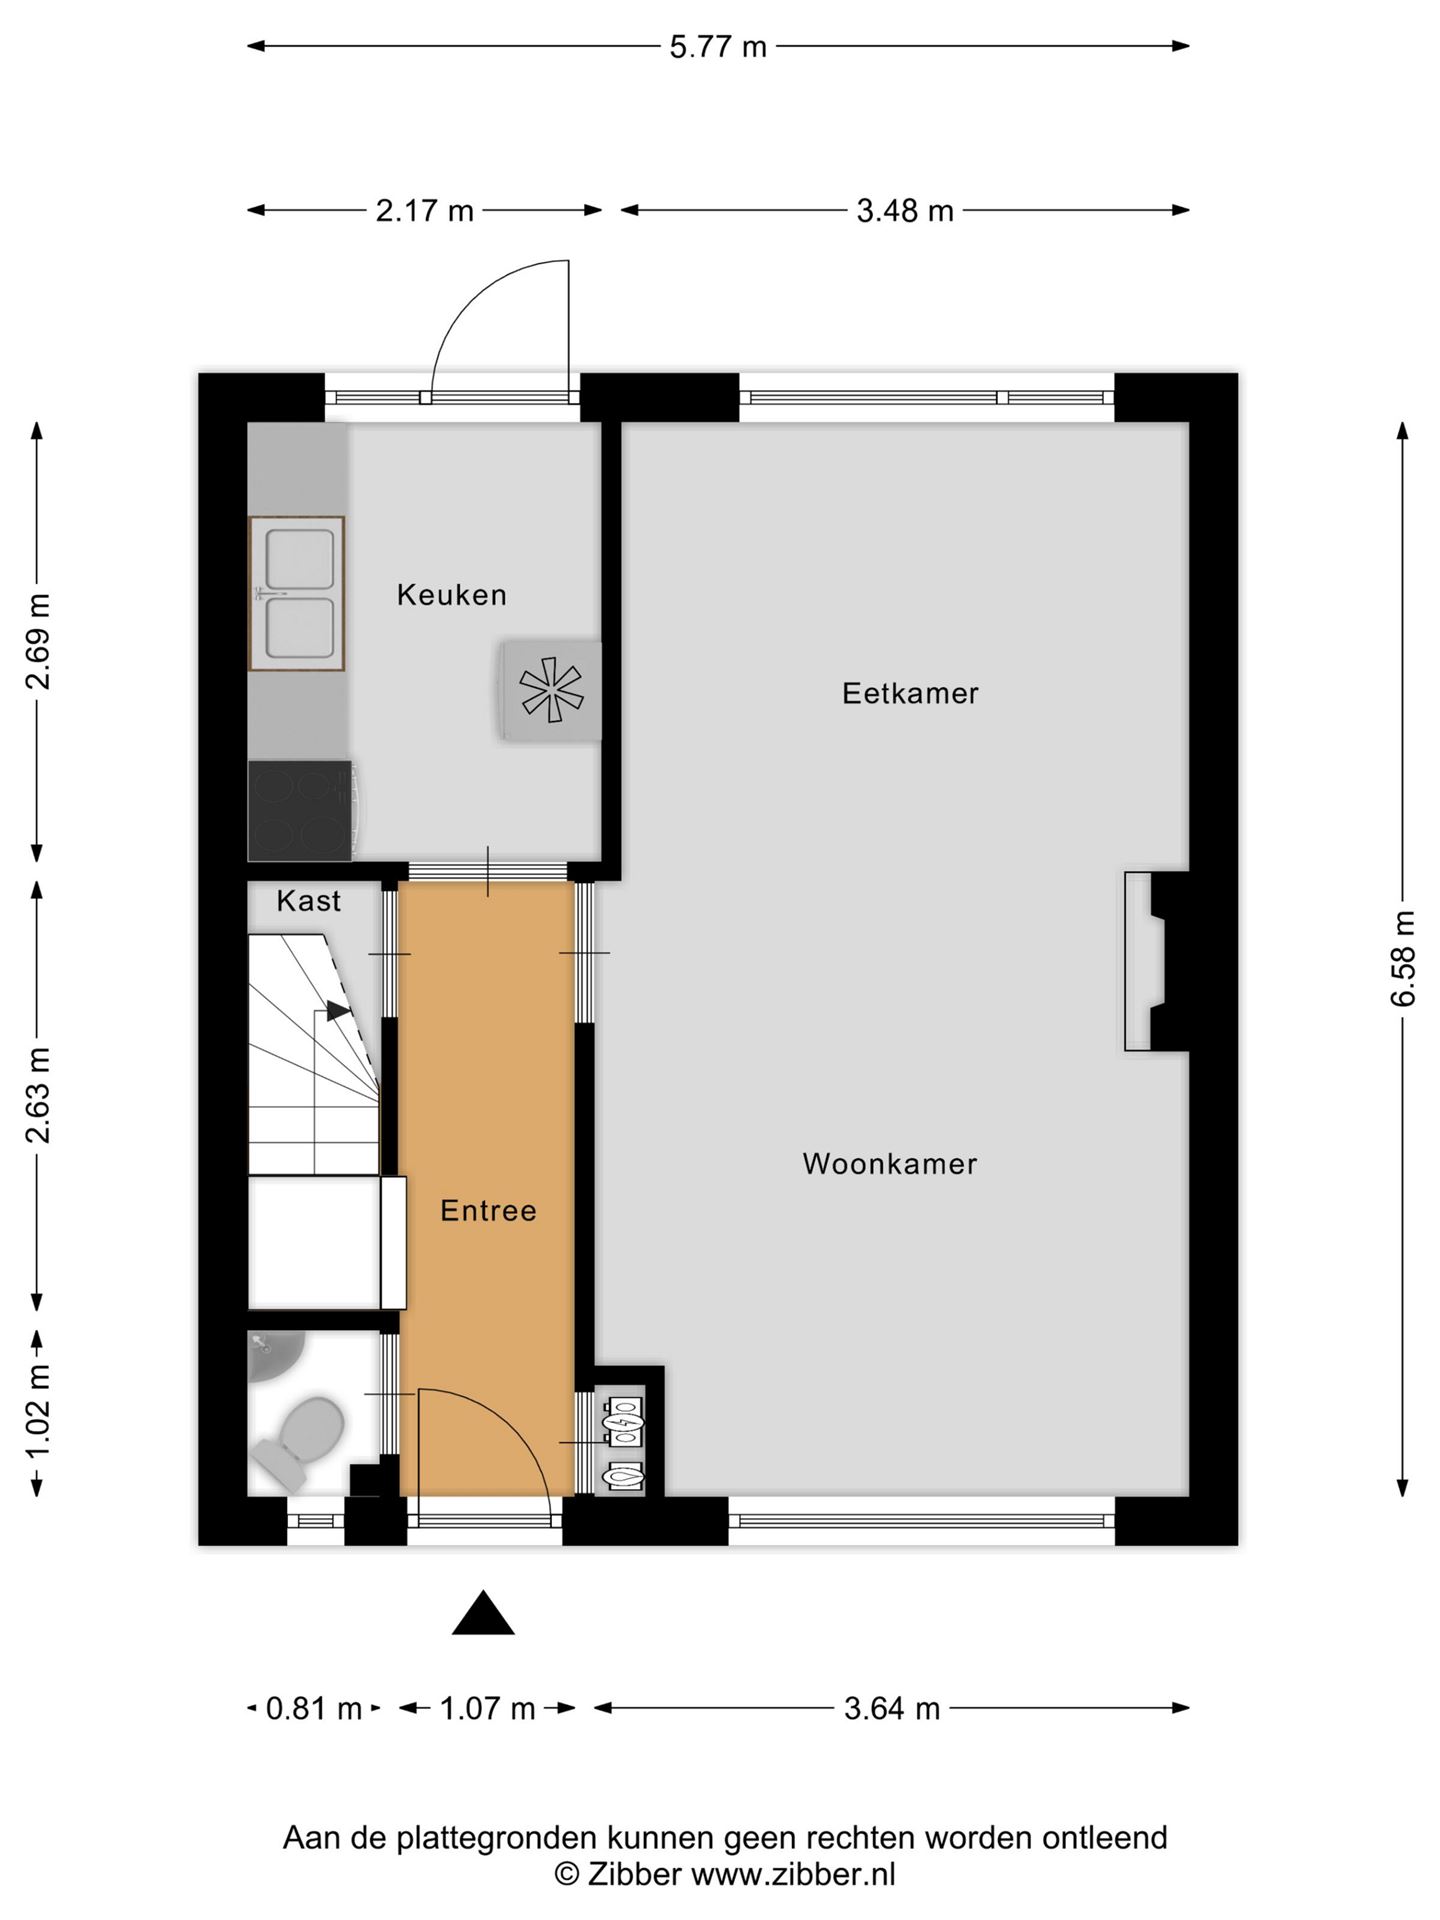 5.77 m
2.17 m
3.48 m
Keuken
2.69 m
Eetkamer
Kast
6.58 m
2.63 m
Woonkamer
Entree
1.02 m
0.81 m
1.07 m
3.64 m
Aan de plattegronden kunnen geen rechten worden ontleend
© Zibber www.zibber.nl